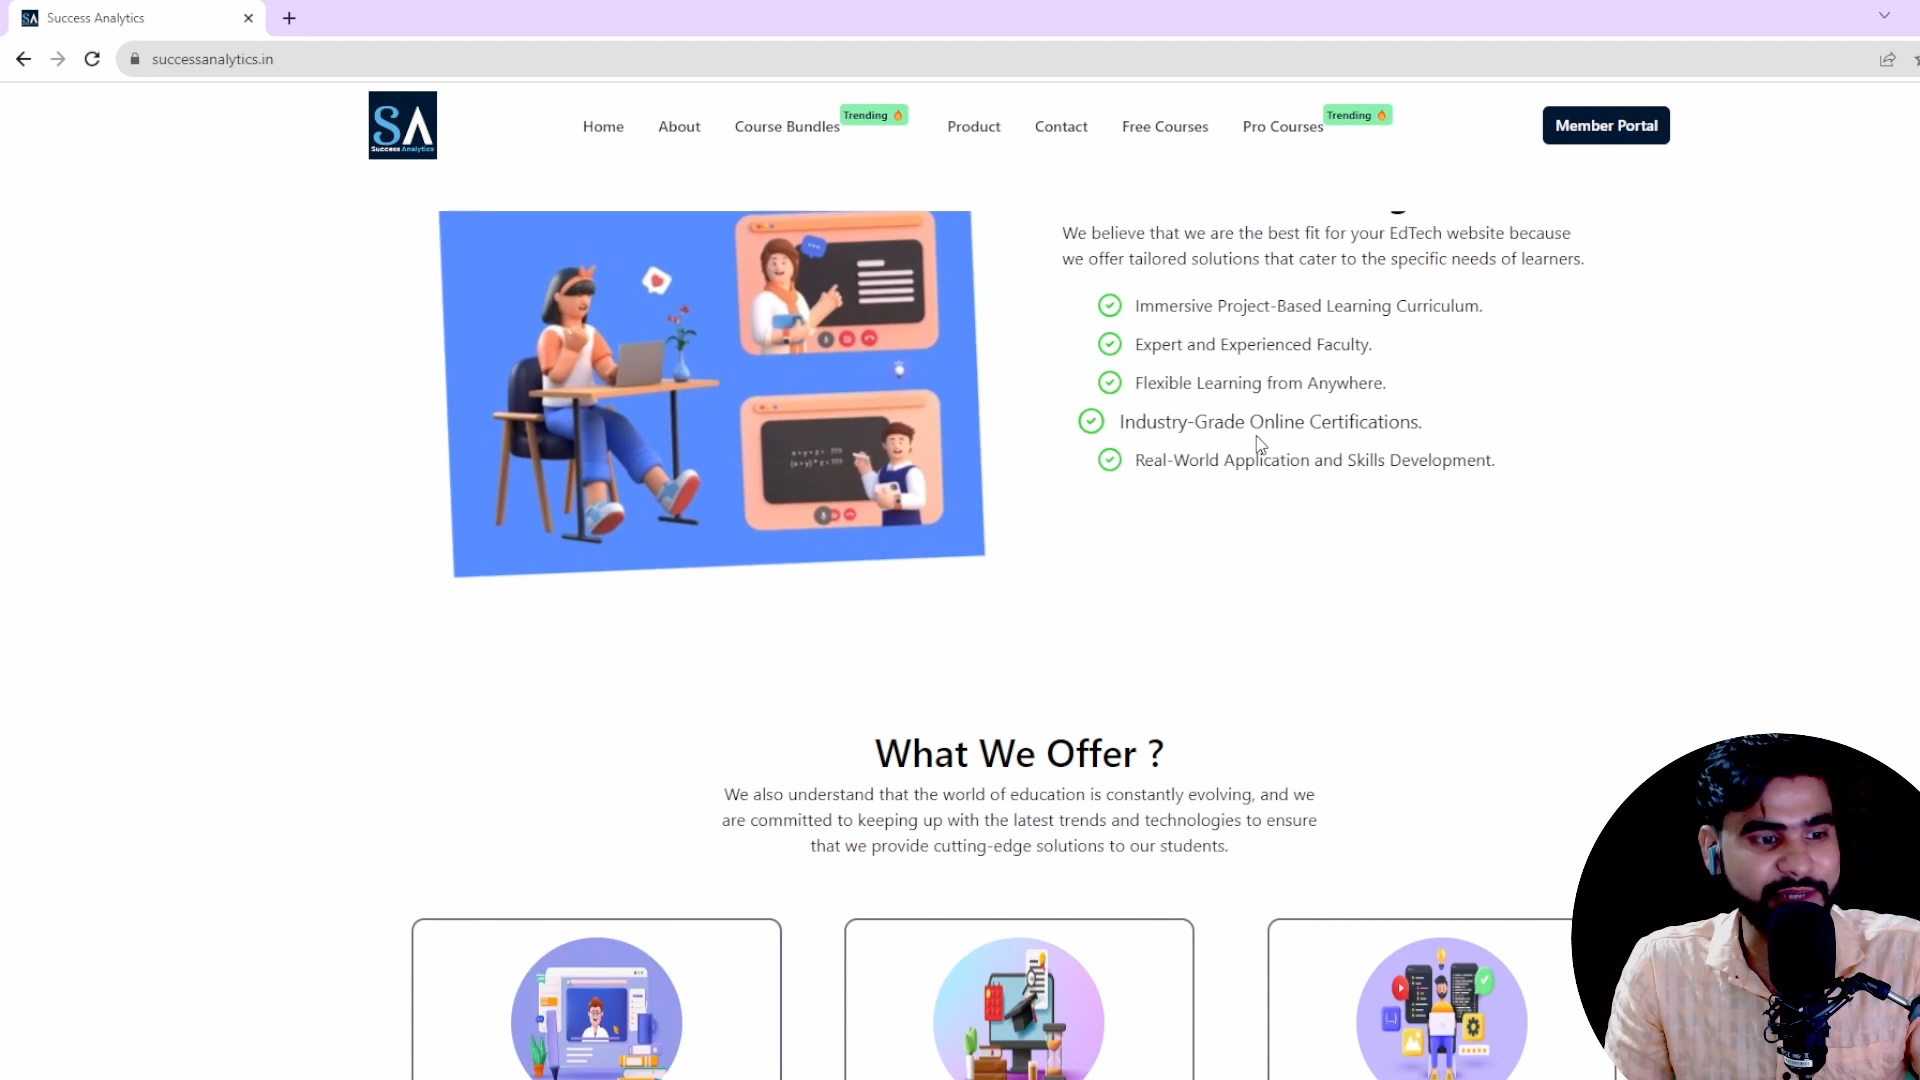 Success Analytics
successanalytics.in
SA
Success Analytics
Home
About
Course Bundles
Trending
Product
Contact
Free Courses
Pro Courses
Trending
Member Portal
We believe that we are the best fit for your EdTech website because
we offer tailored solutions that cater to the specific needs of learners.
Immersive Project-Based Learning Curriculum.
Expert and Experienced Faculty.
Flexible Learning from Anywhere.
Industry-Grade Online Certifications.
Real-World Application and Skills Development.
What We Offer ?
We also understand that the world of education is constantly evolving, and we
are committed to keeping up with the latest trends and technologies to ensure
that we provide cutting-edge solutions to our students.